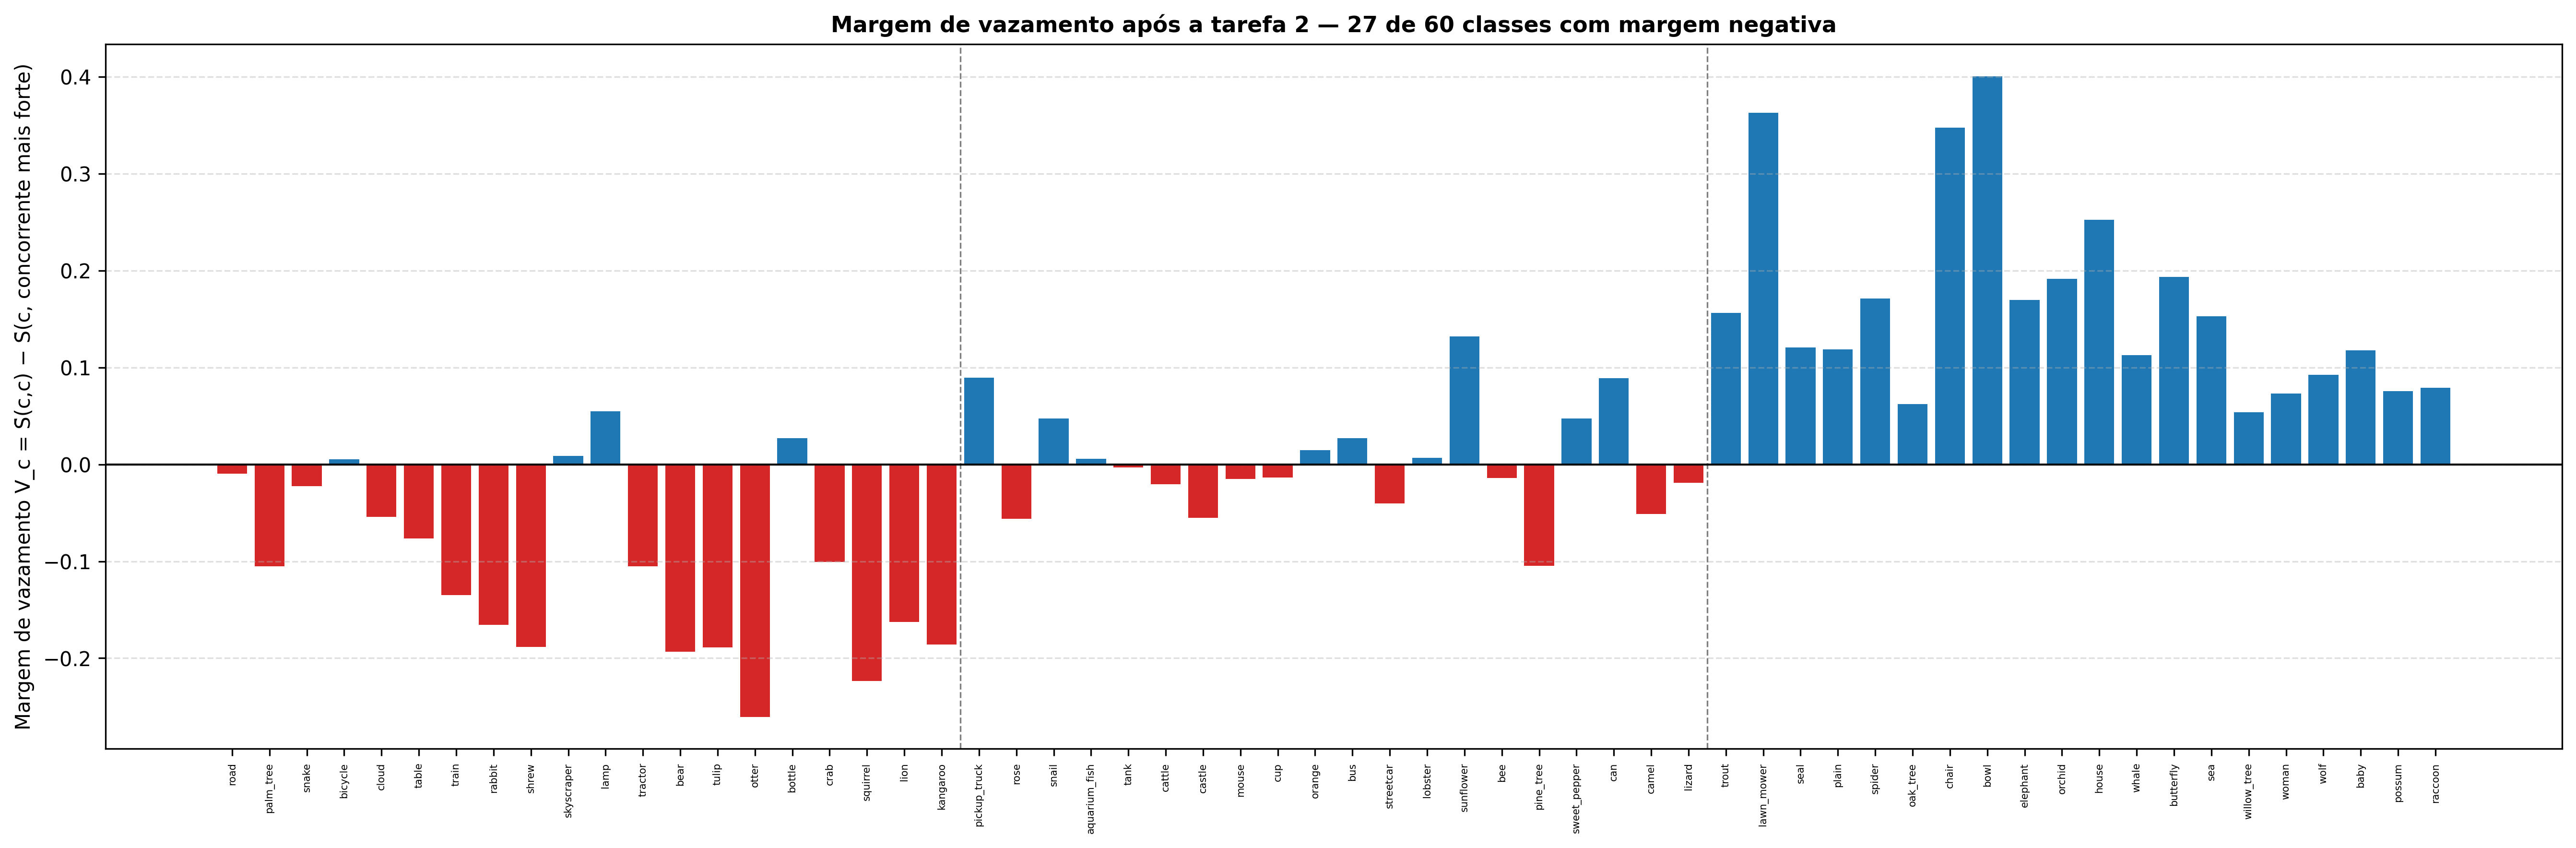 Margem de vazamento após a tarefa 2 — 27 de 60 classes com margem negativa
Margem de vazamento V_c = S(c,c) − S(c, concorrente mais forte)
0.4
0.3
0.2
0.1
0.0
−0.1
−0.2
road
palm_tree
snake
bicycle
cloud
table
train
rabbit
shrew
skyscraper
lamp
tractor
bear
tulip
otter
bottle
crab
squirrel
lion
kangaroo
pickup_truck
rose
snail
aquarium_fish
tank
cattle
castle
mouse
cup
orange
bus
streetcar
lobster
sunflower
bee
pine_tree
sweet_pepper
can
camel
lizard
trout
lawn_mower
seal
plain
spider
oak_tree
chair
bowl
elephant
orchid
house
whale
butterfly
sea
willow_tree
woman
wolf
baby
possum
raccoon